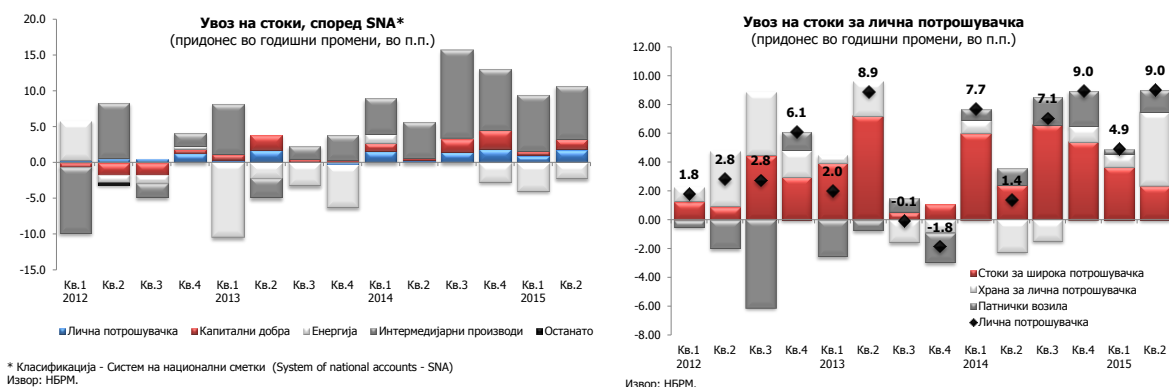 Увоз на стоки, според SNA*
(придонес во годишни промени, во п.п.)
20.0
15.0
10.0
5.0
0.0
-5.0
-10.0
-15.0
Кв.1 Кв.2 Кв.3 Кв.4 Кв.1 Кв.2 Кв.3 Кв.4 Кв.1 Кв.2 Кв.3 Кв.4 Кв.1 Кв.2
2012 2013 2014 2015
Лична потрошувачка Капитални добра Енергија Интермедијарни производи Останато
* Класификација - Систем на национални сметки (System of national accounts - SNA)
Извор: НБРМ.
Увоз на стоки за лична потрошувачка
(придонес во годишни промени, во п.п.)
12.00
10.00
8.00
6.00
4.00
2.00
0.00
-2.00
-4.00
-6.00
-8.00
1.8 2.8 2.8 6.1 2.0 8.9 -0.1 -1.8 7.7 1.4 7.1 9.0 4.9 9.0
Стоки за широка потрошувачка
Храна за лична потрошувачка
Патнички возила
Лична потрошувачка
Кв.1 Кв.2 Кв.3 Кв.4 Кв.1 Кв.2 Кв.3 Кв.4 Кв.1 Кв.2 Кв.3 Кв.4 Кв.1 Кв.2
2012 2013 2014 2015
Извор: НБРМ.